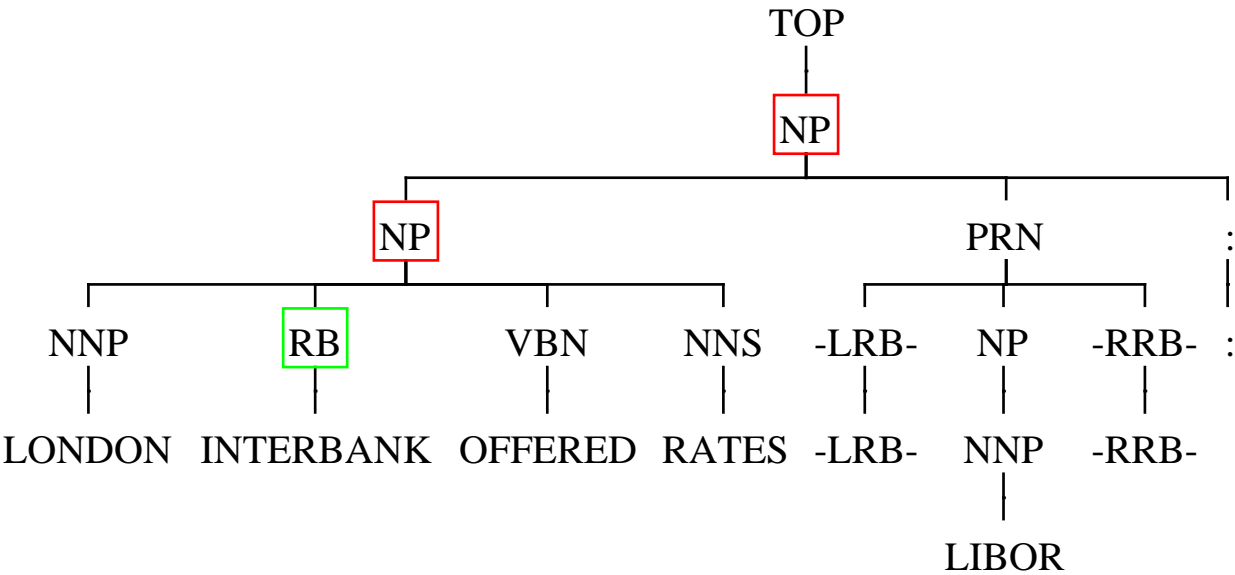 TOP
NP
NP PRN :
NNP RB VBN NNS -LRB- NP -RRB- :
LONDON INTERBANK OFFERED RATES -LRB- NNP -RRB-
LIBOR